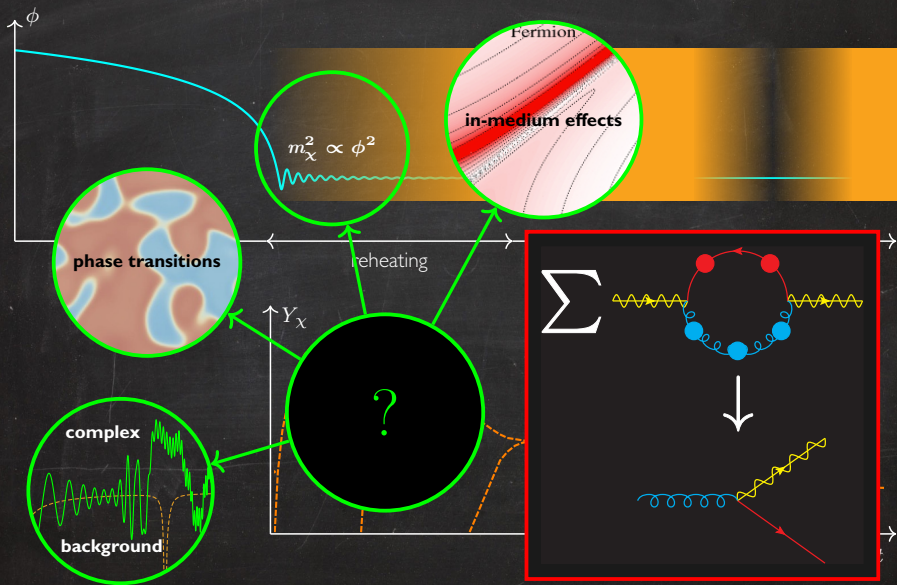 ϕ
Fermion
in-medium effects
m²_χ ∝ ϕ²
phase transitions
reheating
∑
Y_χ
?
complex
background